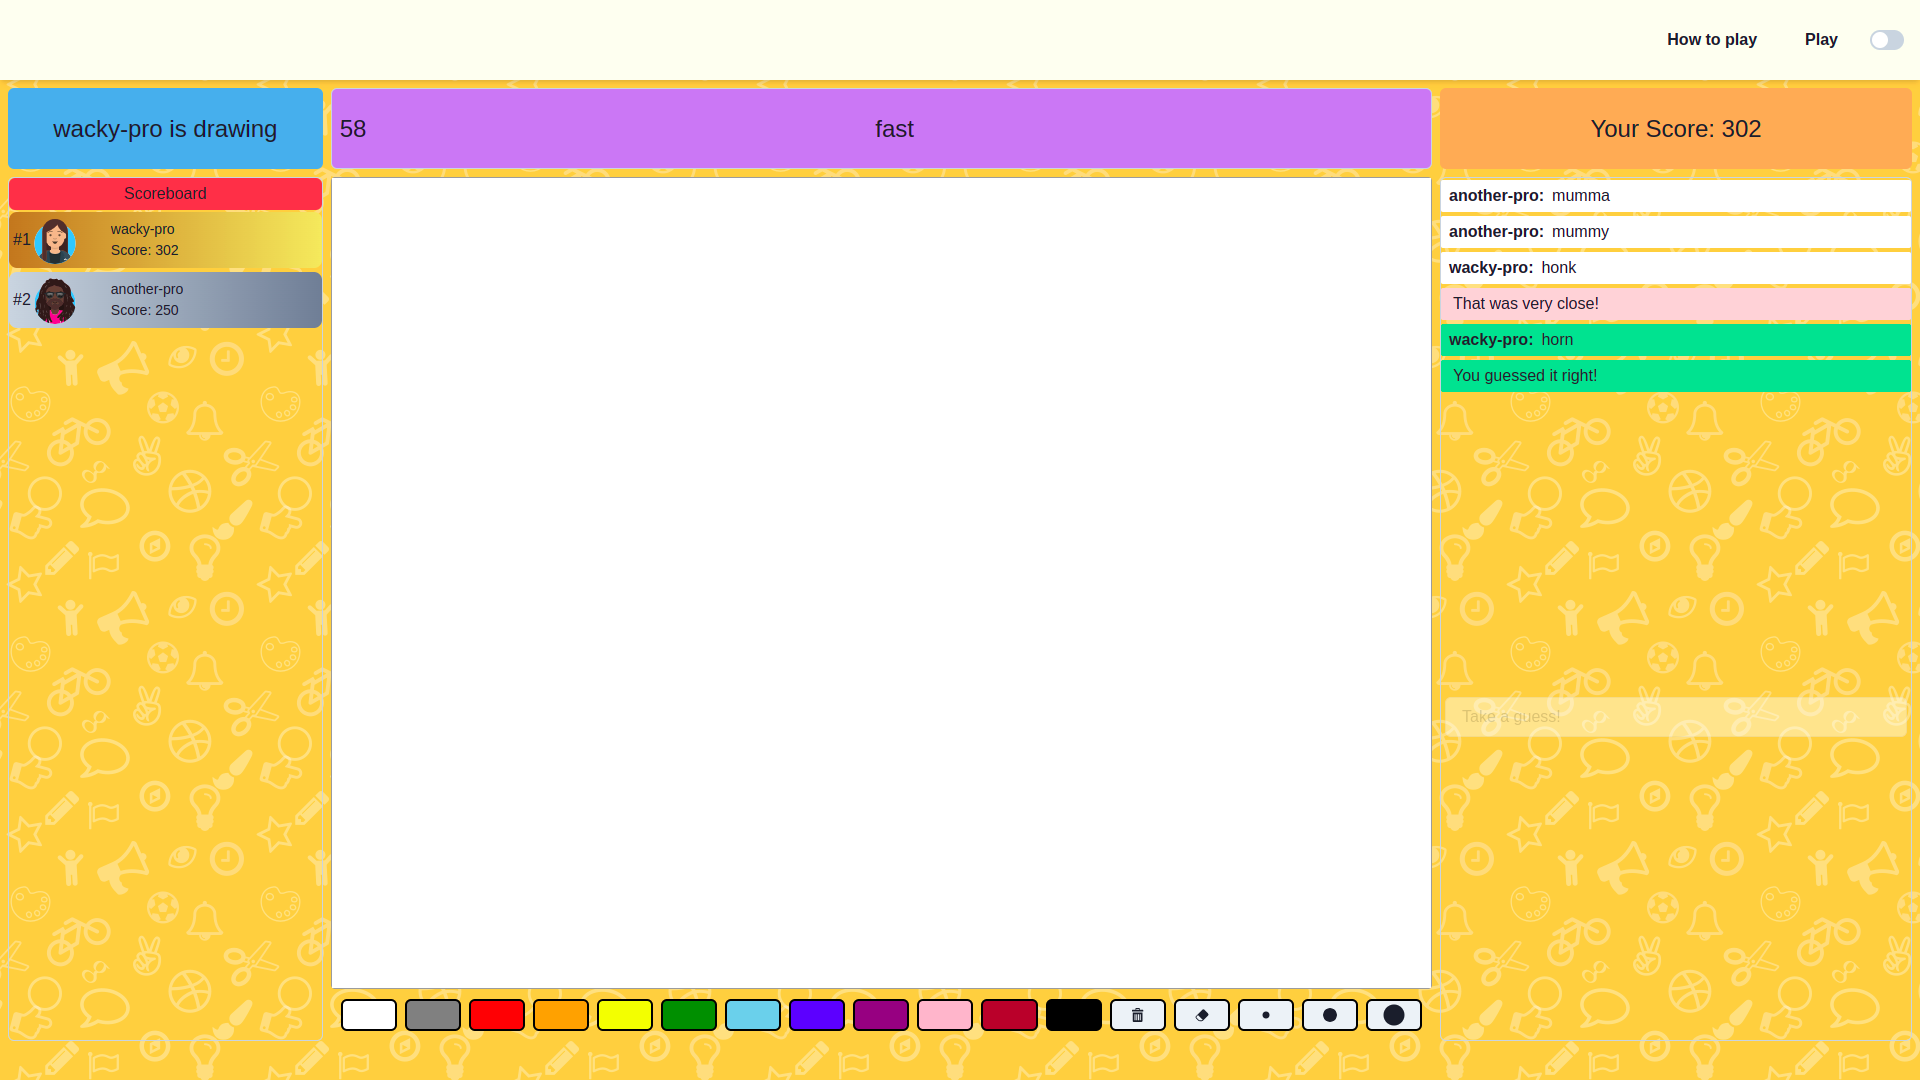 How to play
Play
wacky-pro is drawing
58
fast
Your Score: 302
Scoreboard
#1
wacky-pro
Score: 302
#2
another-pro
Score: 250
another-pro: mumma
another-pro: mummy
wacky-pro: honk
That was very close!
wacky-pro: horn
You guessed it right!
Take a guess!